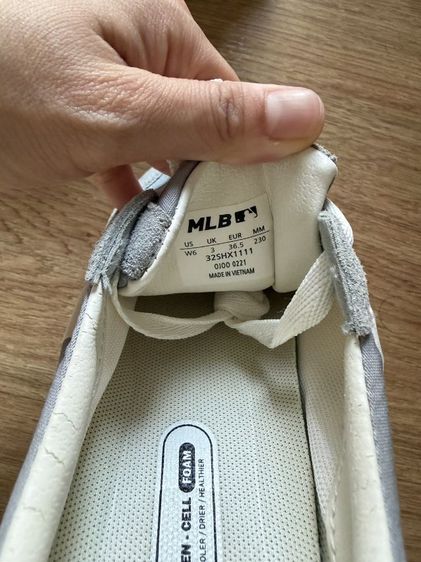 MLB
US UK EUR MM
W6 3 36.5 230
32SHX1111
0J00 0221
MADE IN VIETNAM
EN - CELL FOAM
OLER / DRIER / HEALTHIER